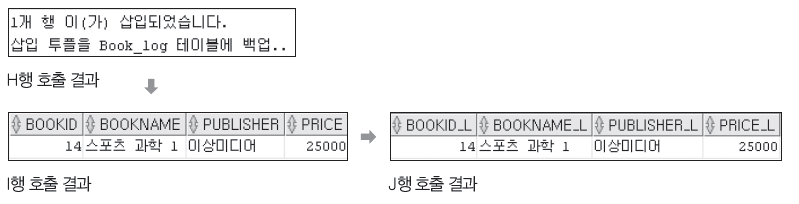 1개 행 이(가) 삽입되었습니다.
삽입 투플을 Book_log 테이블에 백업..
H행 호출 결과
BOOKID BOOKNAME PUBLISHER PRICE
14 스포츠 과학 1 이상미디어 25000
I행 호출 결과
BOOKID_L BOOKNAME_L PUBLISHER_L PRICE_L
14 스포츠 과학 1 이상미디어 25000
J행 호출 결과